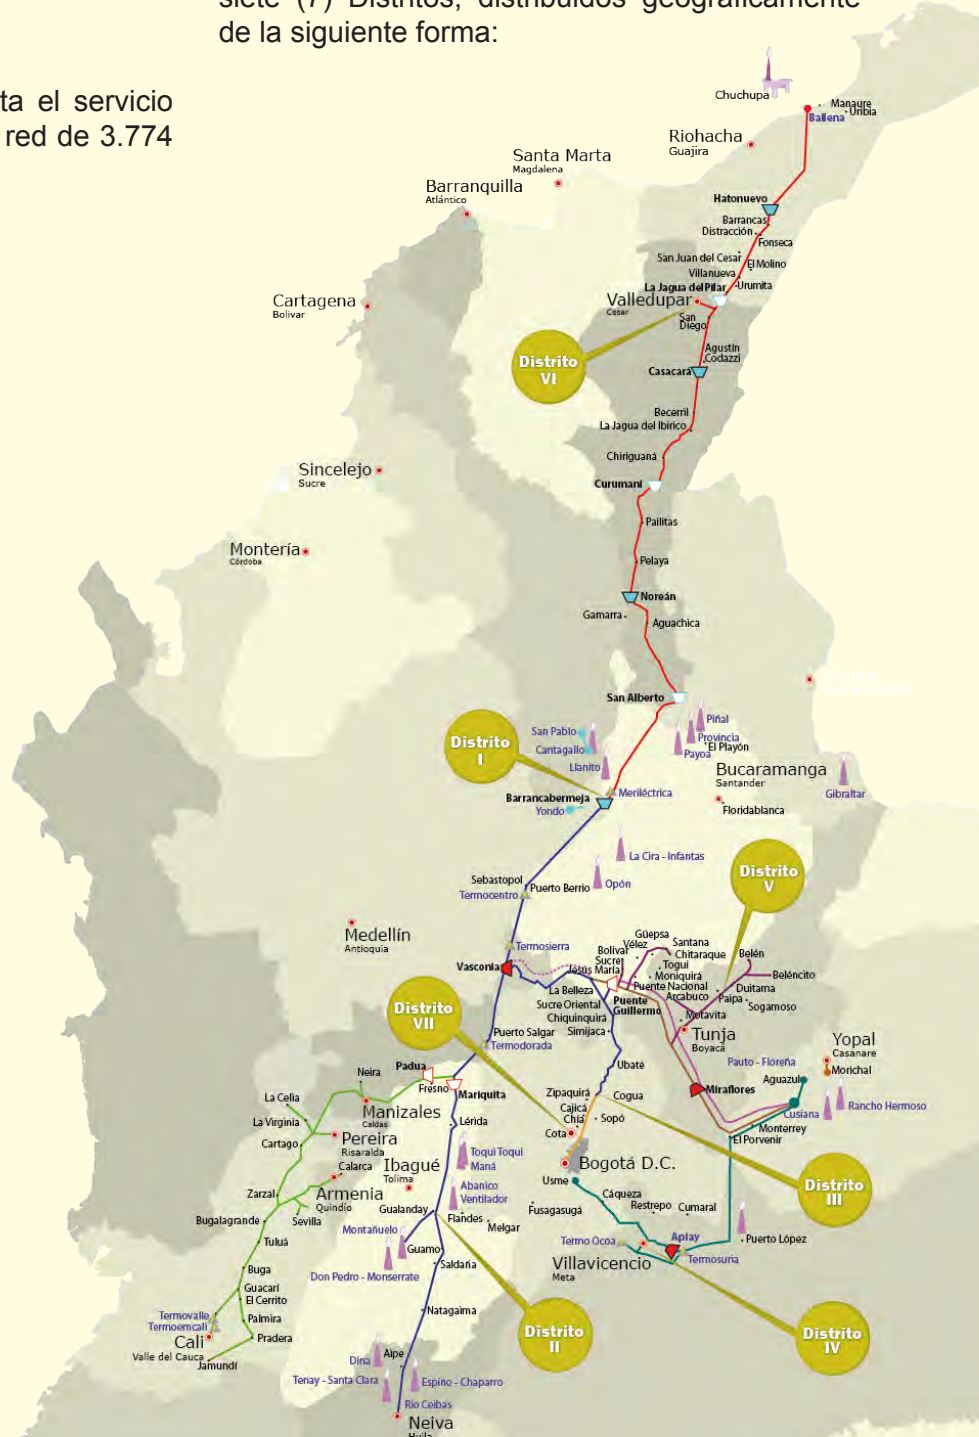 siete (7) Distritos, distribuidos geográficamente
de la siguiente forma:
ta el servicio
red de 3.774
Chuchupa
Manaure
Uribia
Ballena
Riohacha
Guajira
Santa Marta
Magdalena
Barranquilla
Atlántico
Hatonuevo
Barrancas
Distracción
Fonseca
San Juan del Cesar
El Molino
Villanueva
Urumita
La Jagua del Pilar
Valledupar
Cesar
San
Diego
Cartagena
Bolivar
Distrito
VI
Agustín
Codazzi
Casacará
Becerril
La Jagua del Ibirico
Chiriguaná
Sincelejo
Sucre
Curumaní
Pailitas
Montería
Córdoba
Pelaya
Noreán
Gamarra
Aguachica
San Alberto
Distrito
I
San Pablo
Cantagallo
Llanito
Piñal
Provincia
El Playón
Payoa
Bucaramanga
Santander
Floridablanca
Gibraltar
Meriléctrica
Barrancabermeja
Yondo
La Cira - Infantas
Opón
Distrito
V
Sebastopol
Puerto Berrio
Termocentro
Medellín
Antioquia
Termosierra
Vasconia
Güepsa
Vélez
Bolivar
Sucre
Jesús María
Santana
Chitaraque
Togui
Moniquirá
Puente Nacional
Arcabuco
Belén
Beléncito
Duitama
Paipa
Sogamoso
La Belleza
Sucre Oriental
Chiquinquirá
Simijaca
Puente
Guillermo
Motavita
Tunja
Boyacá
Distrito
VII
Puerto Salgar
Termodorada
Ubaté
Yopal
Casanare
Morichal
Pauto - Floreña
Aguazul
Miraflores
Cusiana
Rancho Hermoso
Monterrey
El Porvenir
Padua
Neira
Fresno
Mariquita
Manizales
Caldas
La Celia
La Virginia
Cartago
Pereira
Risaralda
Calarca
Lérida
Zipaquirá
Cogua
Cajicá
Chía
Sopó
Cota
Bogotá D.C.
Usme
Toqui Toqui
Maná
Ibagué
Tolima
Abanico
Ventilador
Zarzal
Armenia
Quindío
Sevilla
Bugalagrande
Gualanday
Flandes
Melgar
Fusagasugá
Cáqueza
Restrepo
Cumaral
Distrito
III
Montañuelo
Guamo
Tuluá
Don Pedro - Monserrate
Saldaña
Termo Ocoa
Apiay
Termosuria
Puerto López
Villavicencio
Meta
Buga
Guacarí
El Cerrito
Palmira
Pradera
Natagaima
Termovalle
Termoemcali
Cali
Valle del Cauca
Jamundí
Distrito
II
Distrito
IV
Dina
Aipe
Tenay - Santa Clara
Espino - Chaparro
Rio Ceibas
Neiva
Huila